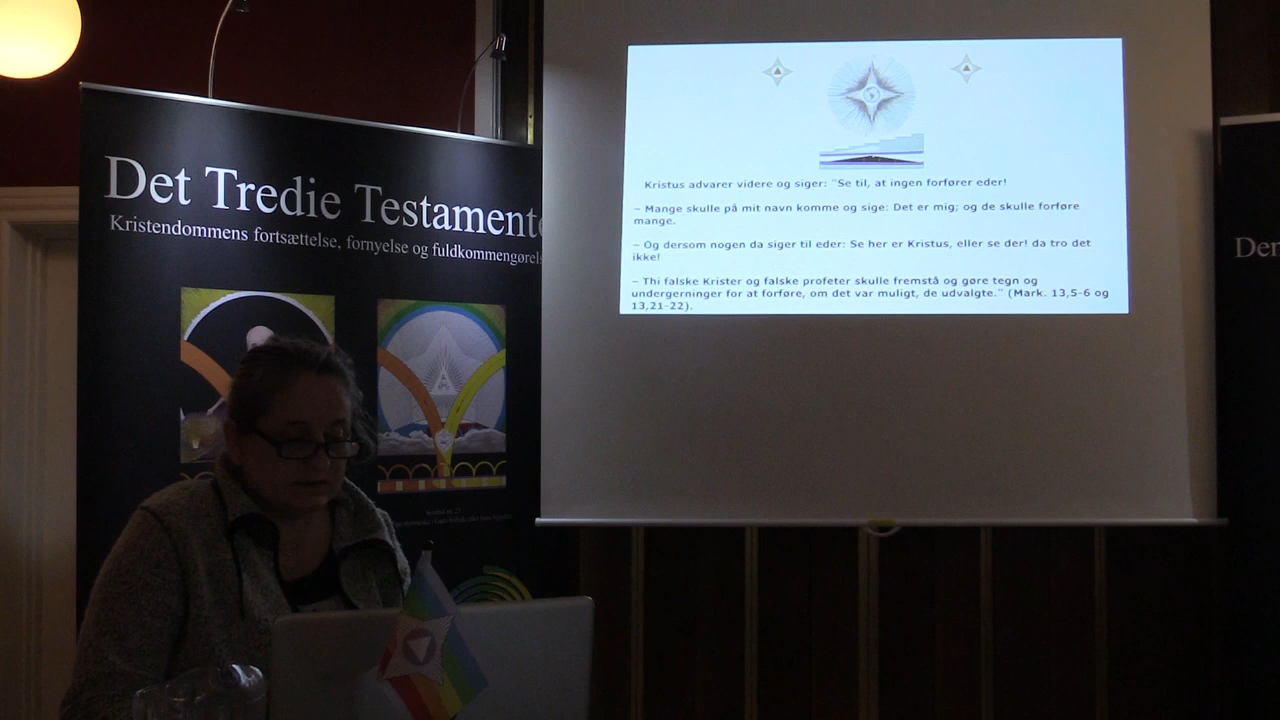 Det Tredie Testamente
Kristendommens fortsættelse, fornyelse og fuldkommengørels
Kristus advarer videre og siger: "Se til, at ingen forfører eder!
– Mange skulle på mit navn komme og sige: Det er mig; og de skulle forføre
mange.
– Og dersom nogen da siger til eder: Se her er Kristus, eller se der! da tro det
ikke!
– Thi falske Krister og falske profeter skulle fremstå og gøre tegn og
undergerninger for at forføre, om det var muligt, de udvalgte." (Mark. 13,5-6 og
13,21-22).